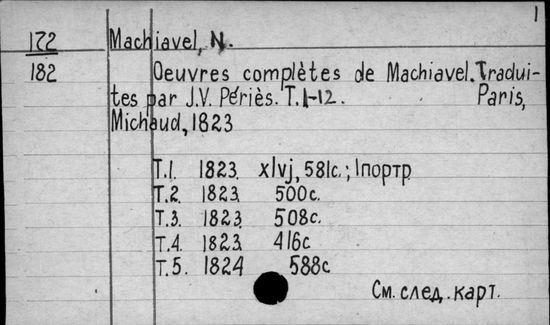 1
172 Machiavel, N.
182 Oeuvres complètes de Machiavel. Tradui-
tes par J.V. Périès. T.1-12. Paris,
Michaud, 1823
T.1. 1823. xlvj, 581c.; 1портр.
T.2. 1823 500c.
T.3. 1823 508c.
T.4. 1823 416c
T.5. 1824 588c
См. след. карт.